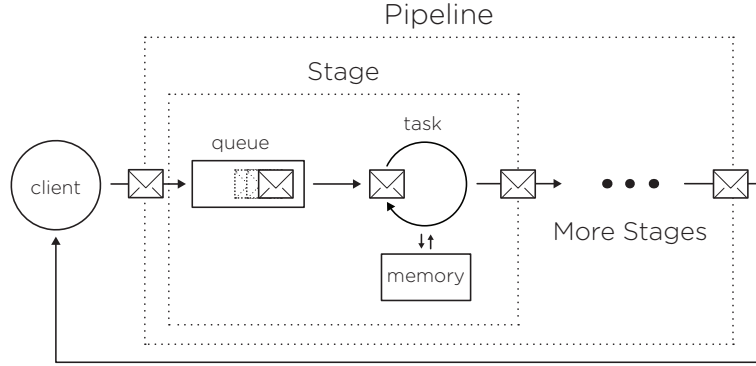 Pipeline
Stage
task
queue
client
More Stages
memory